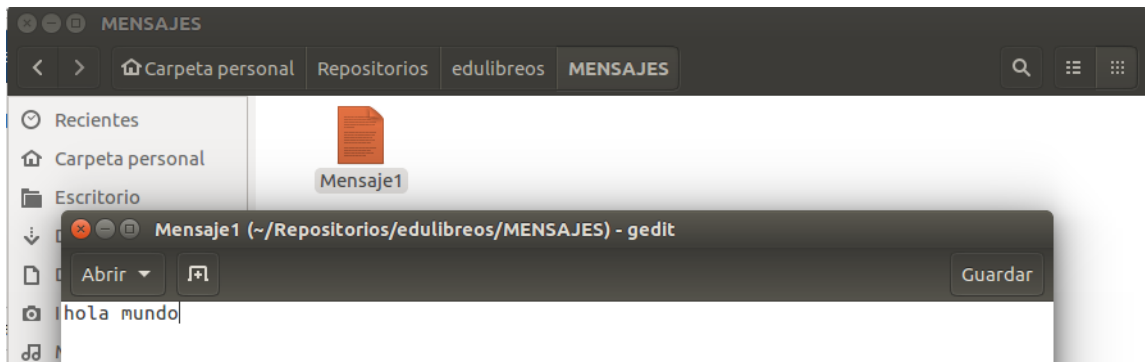 MENSAJES
Carpeta personal Repositorios edulibreos MENSAJES
Recientes
Carpeta personal
Escritorio
Mensaje1
Mensaje1 (~/Repositorios/edulibreos/MENSAJES) - gedit
Abrir Guardar
hola mundo